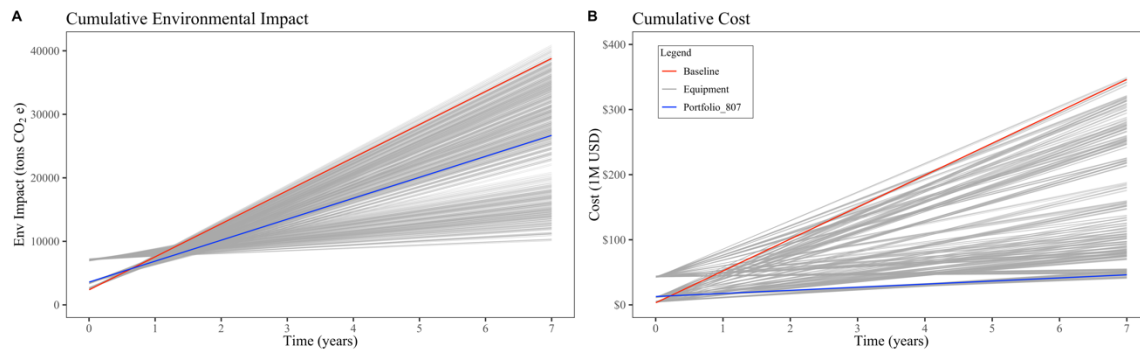 A
Cumulative Environmental Impact
Env Impact (tons CO₂ e)
40000
30000
20000
10000
0
0 1 2 3 4 5 6 7
Time (years)
B
Cumulative Cost
Cost (1M USD)
$400
$300
$200
$100
$0
Legend
Baseline
Equipment
Portfolio_807
0 1 2 3 4 5 6 7
Time (years)